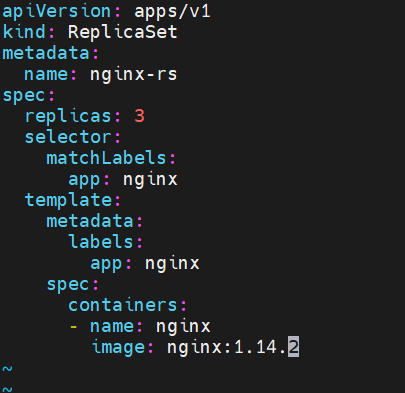 apiVersion: apps/v1
kind: ReplicaSet
metadata:
  name: nginx-rs
spec:
  replicas: 3
  selector:
    matchLabels:
      app: nginx
  template:
    metadata:
      labels:
        app: nginx
    spec:
      containers:
      - name: nginx
        image: nginx:1.14.2
~
~